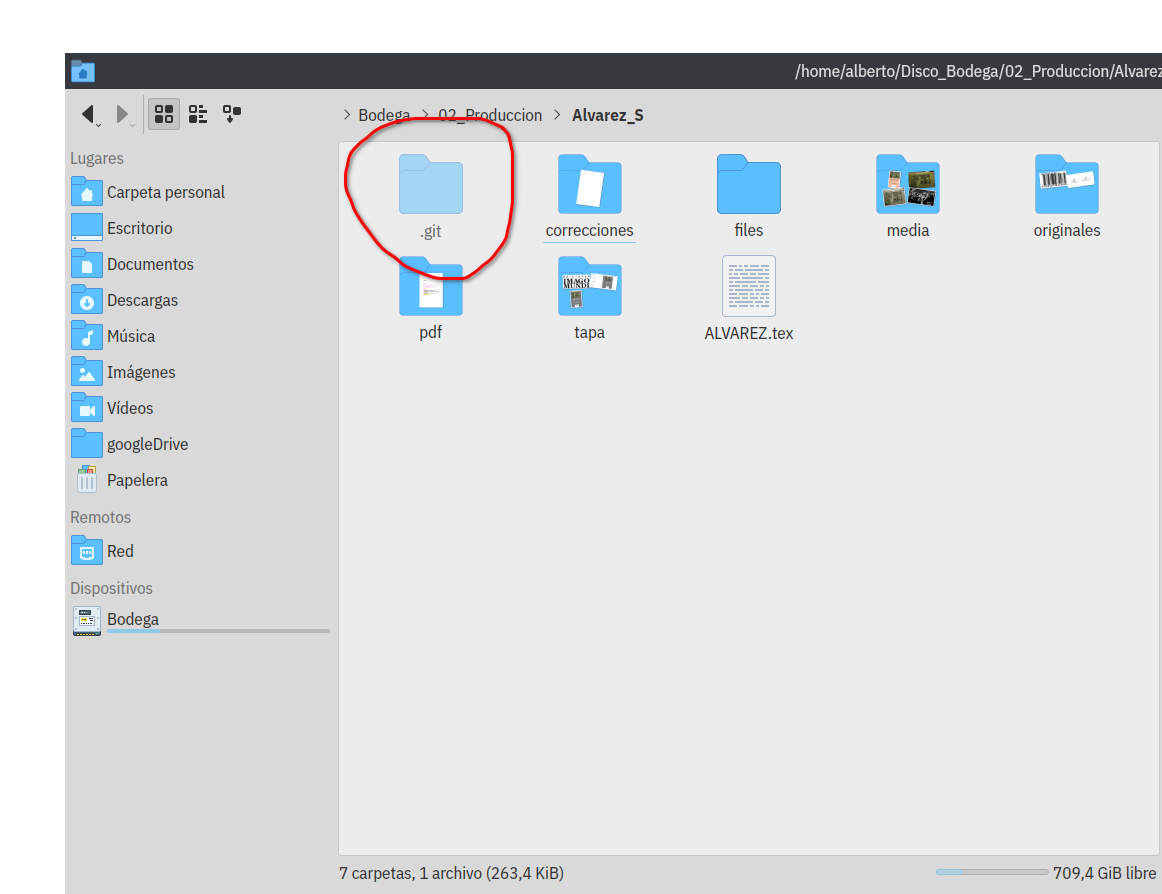 /home/alberto/Disco_Bodega/02_Produccion/Alvarez
Bodega > 02_Produccion > Alvarez_S
Lugares
Carpeta personal
Escritorio
Documentos
Descargas
Música
Imágenes
Vídeos
googleDrive
Papelera
Remotos
Red
Dispositivos
Bodega
.git
correcciones
files
media
originales
pdf
IMAGO
MUNDI
tapa
ALVAREZ.tex
7 carpetas, 1 archivo (263,4 KiB)
709,4 GiB libre